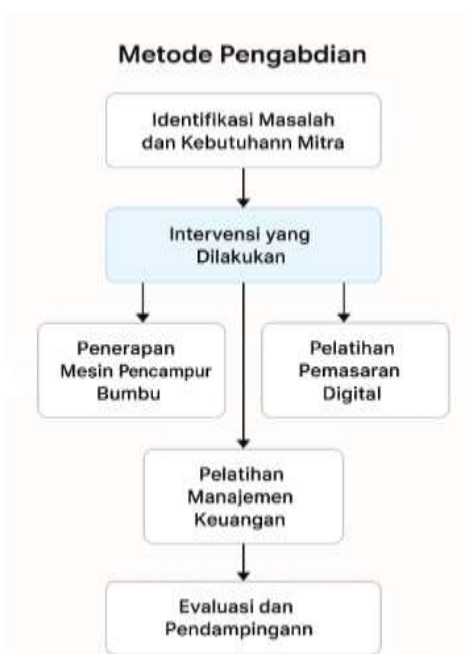 Metode Pengabdian
Identifikasi Masalah
dan Kebutuhann Mitra
Intervensi yang
Dilakukan
Penerapan
Mesin Pencampur
Bumbu
Pelatihan
Pemasaran
Digital
Pelatihan
Manajemen
Keuangan
Evaluasi dan
Pendampingann